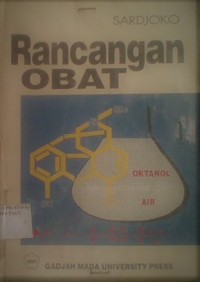 SARDJOKO
Rancangan
OBAT
OKTANOL
AIR
GADJAH MADA UNIVERSITY PRESS